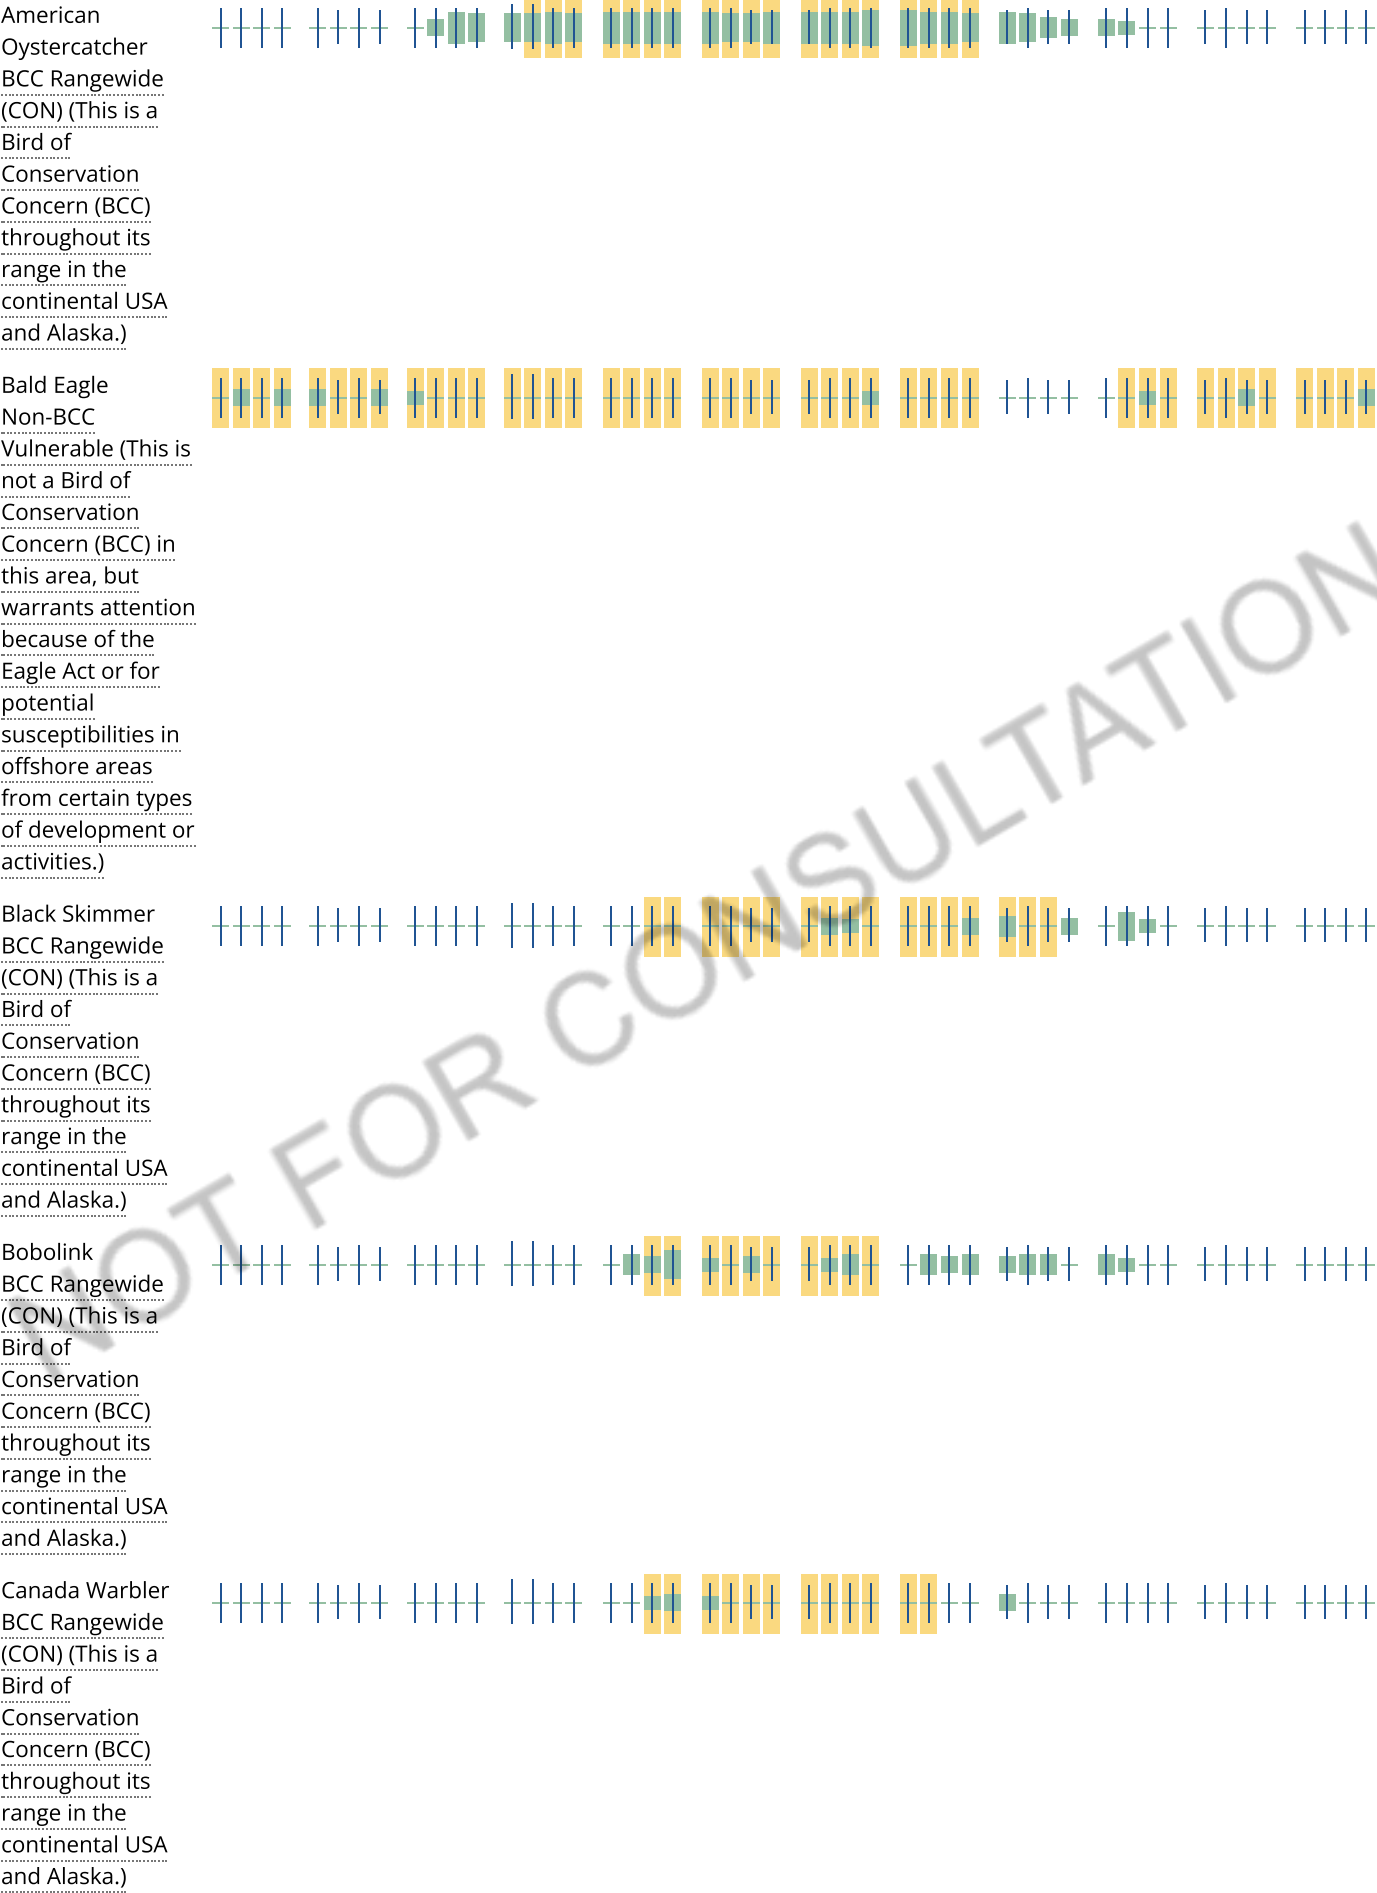 American
Oystercatcher
BCC Rangewide
(CON) (This is a
Bird of
Conservation
Concern (BCC)
throughout its
range in the
continental USA
and Alaska.)
Bald Eagle
Non-BCC
Vulnerable (This is
not a Bird of
Conservation
Concern (BCC) in
this area, but
warrants attention
because of the
Eagle Act or for
potential
susceptibilities in
offshore areas
from certain types
of development or
activities.)
Black Skimmer
BCC Rangewide
(CON) (This is a
Bird of
Conservation
Concern (BCC)
throughout its
range in the
continental USA
and Alaska.)
Bobolink
BCC Rangewide
(CON) (This is a
Bird of
Conservation
Concern (BCC)
throughout its
range in the
continental USA
and Alaska.)
Canada Warbler
BCC Rangewide
(CON) (This is a
Bird of
Conservation
Concern (BCC)
throughout its
range in the
continental USA
and Alaska.)
NOT FOR CONSULTATION